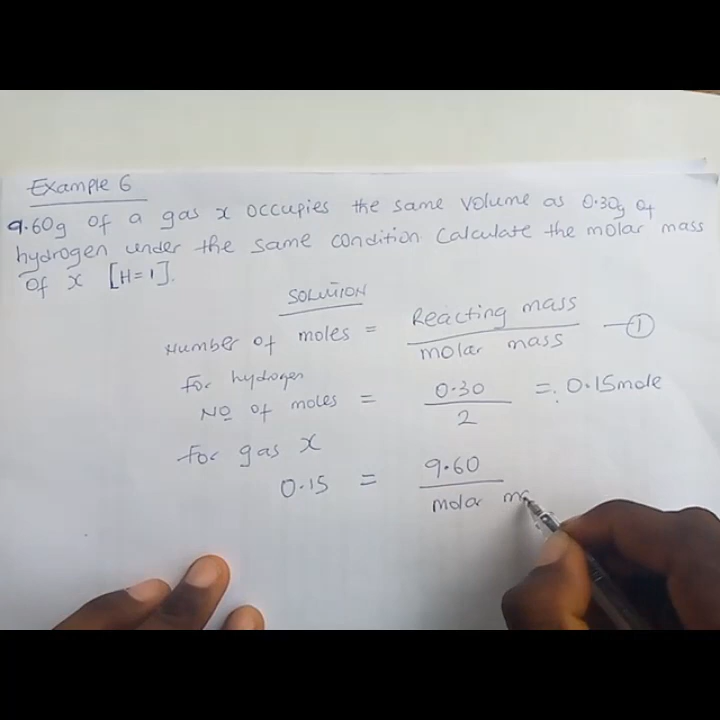 Example 6
9.60g of a gas x occupies the same volume as 0.30g of
hydrogen under the same condition Calculate the molar mass
of x [H=1].
SOLUTION
Number of moles = Reacting mass / molar mass —①
for hydrogen
No of moles = 0.30 / 2 =: 0.15mole
for gas x
0.15 = 9.60 / molar m